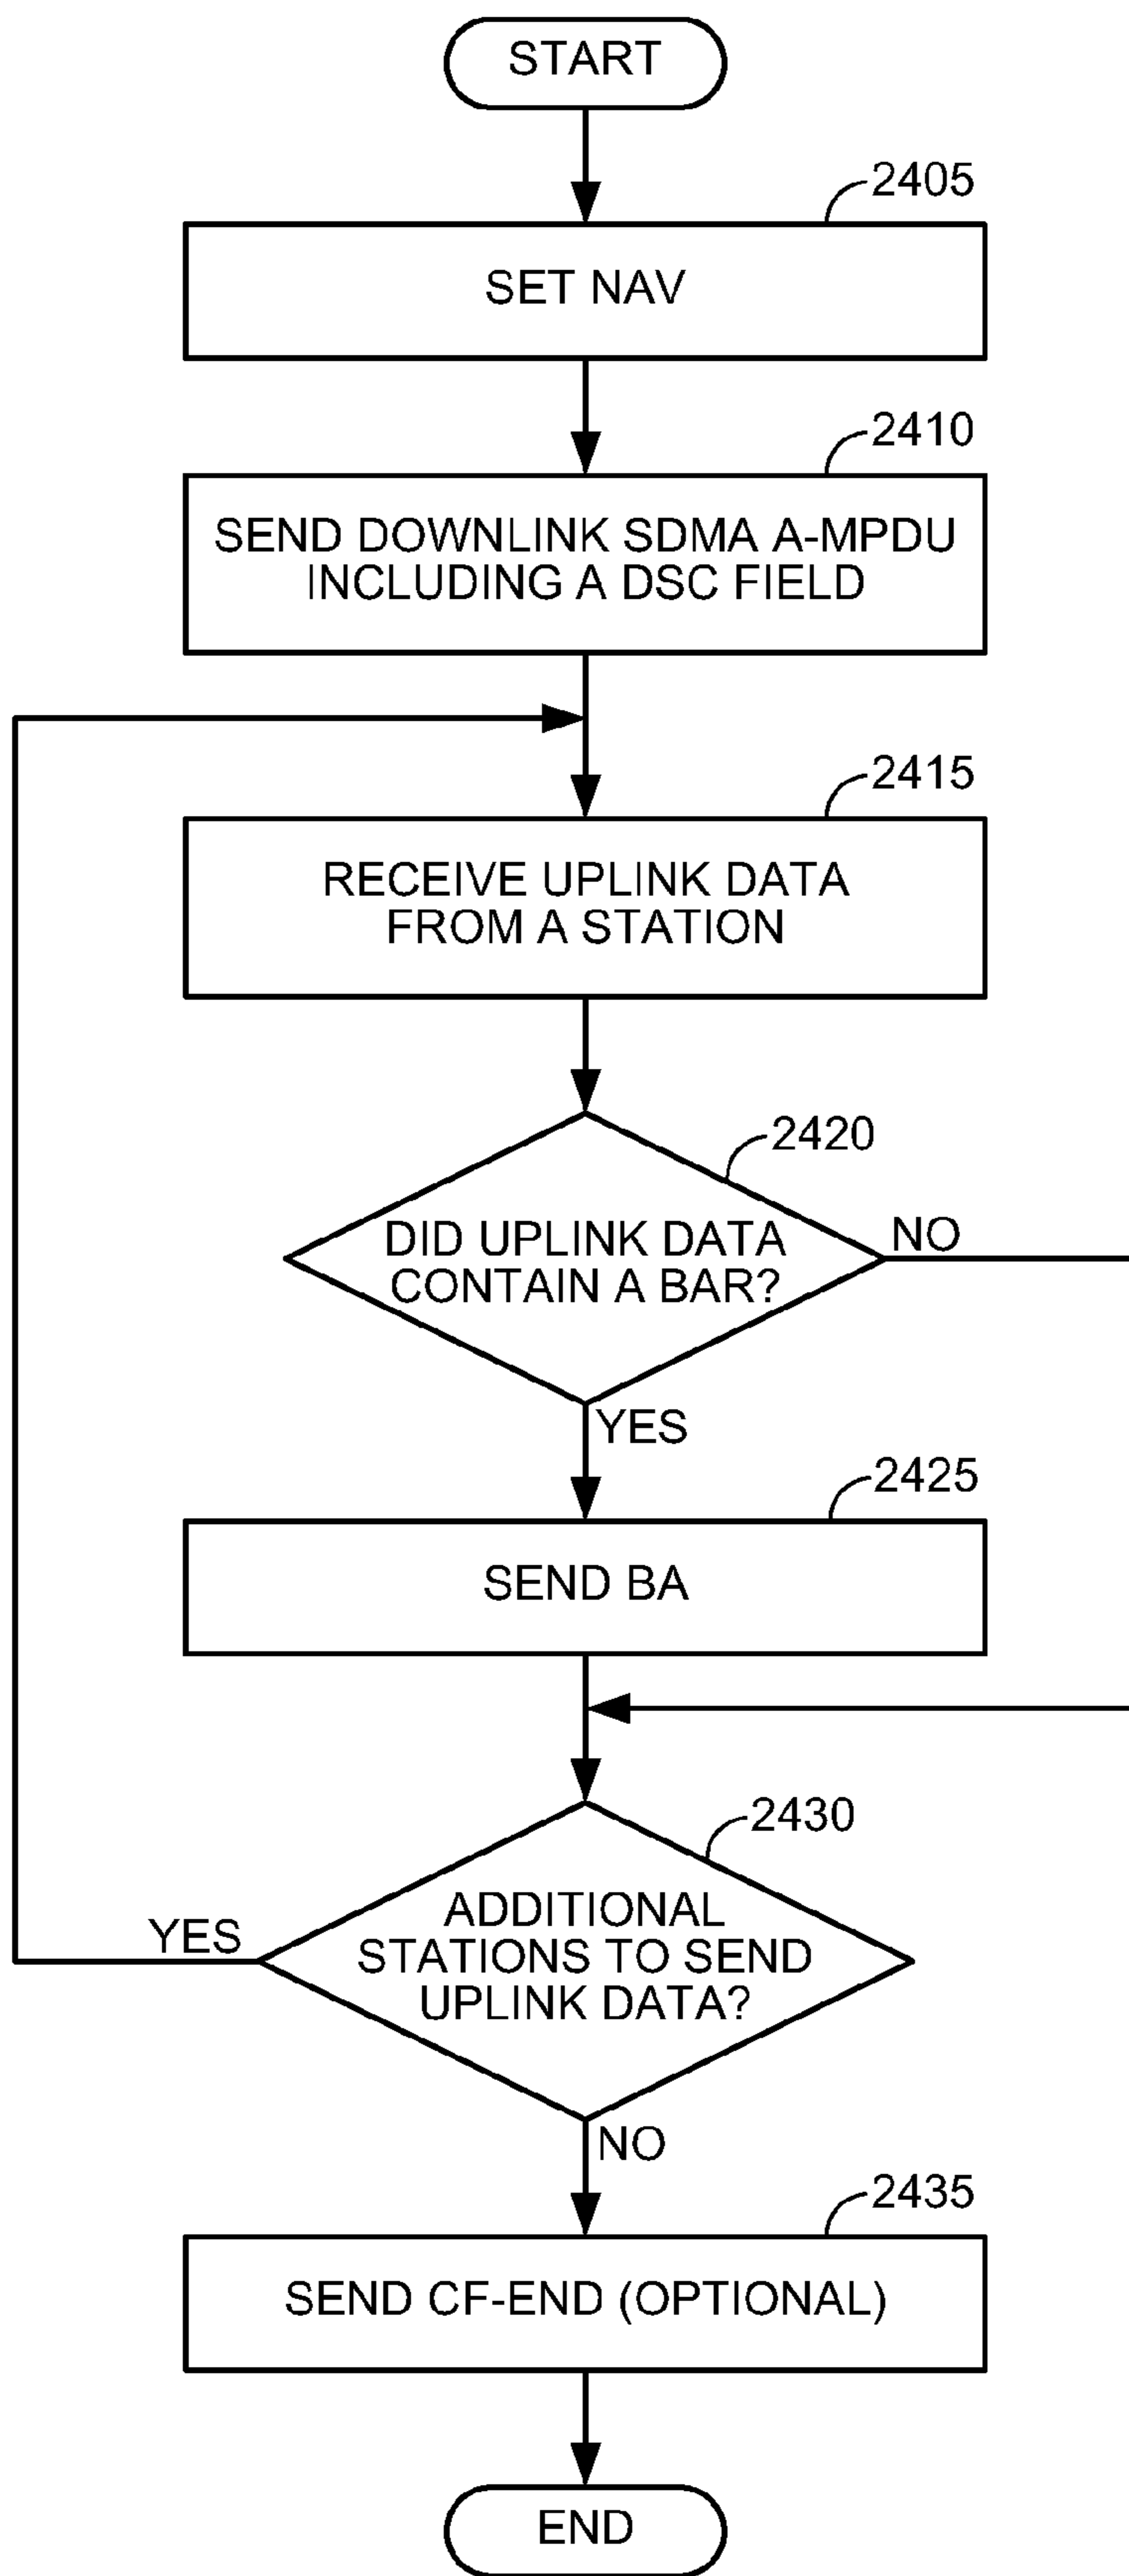 START
2405
SET NAV
2410
SEND DOWNLINK SDMA A-MPDU
INCLUDING A DSC FIELD
2415
RECEIVE UPLINK DATA
FROM A STATION
2420
DID UPLINK DATA
CONTAIN A BAR?
NO
YES
2425
SEND BA
2430
ADDITIONAL
STATIONS TO SEND
UPLINK DATA?
YES
NO
2435
SEND CF-END (OPTIONAL)
END